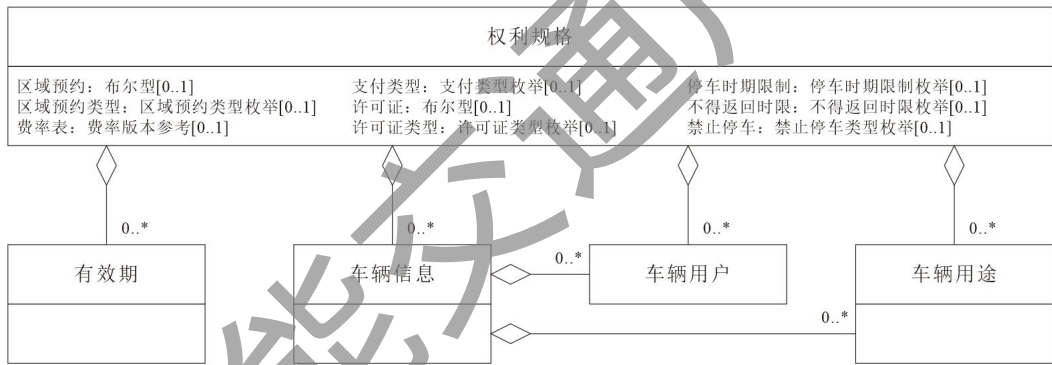 权利规格
区域预约：布尔型[0..1] 支付类型：支付类型枚举[0..1] 停车时期限制：停车时期限制枚举[0..1]
区域预约类型：区域预约类型枚举[0..1] 许可证：布尔型[0..1] 不得返回时限：不得返回时限枚举[0..1]
费率表：费率版本参考[0..1] 许可证类型：许可证类型枚举[0..1] 禁止停车：禁止停车类型枚举[0..1]
0..* 0..* 0..* 0..*
有效期 车辆信息 0..* 车辆用户 车辆用途
0..*
能交通